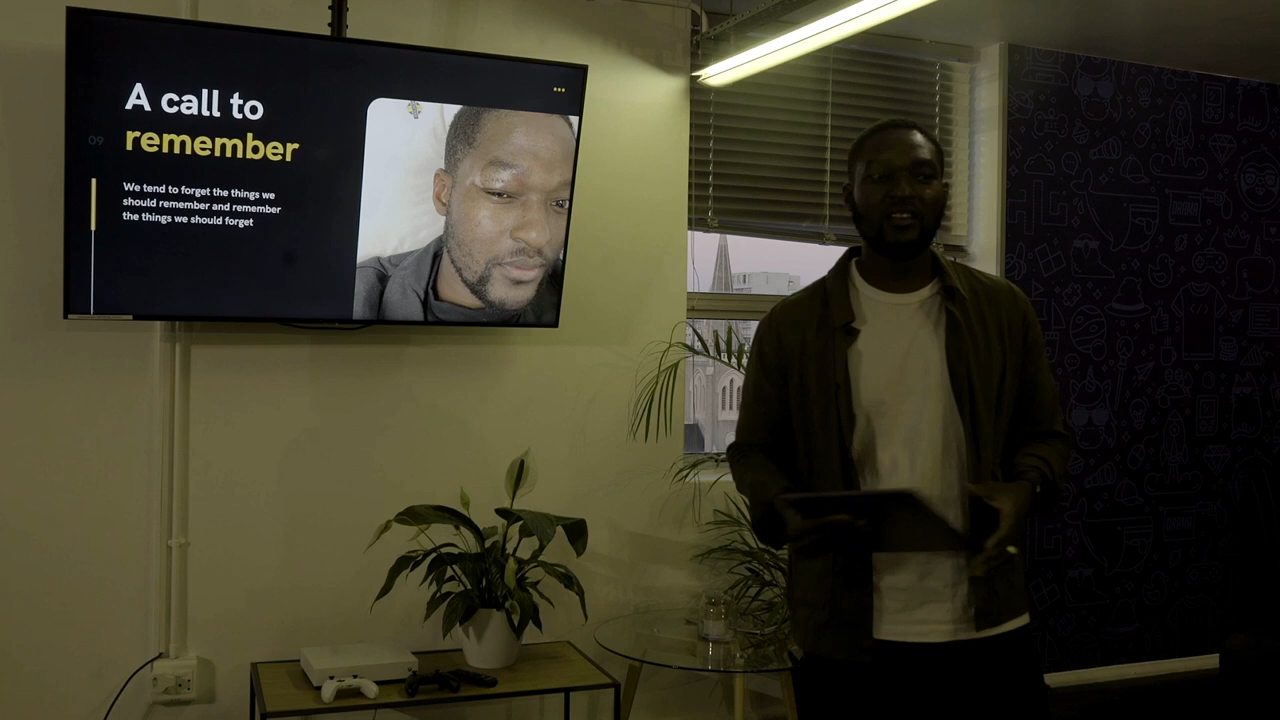 A call to
remember
09
We tend to forget the things we
should remember and remember
the things we should forget